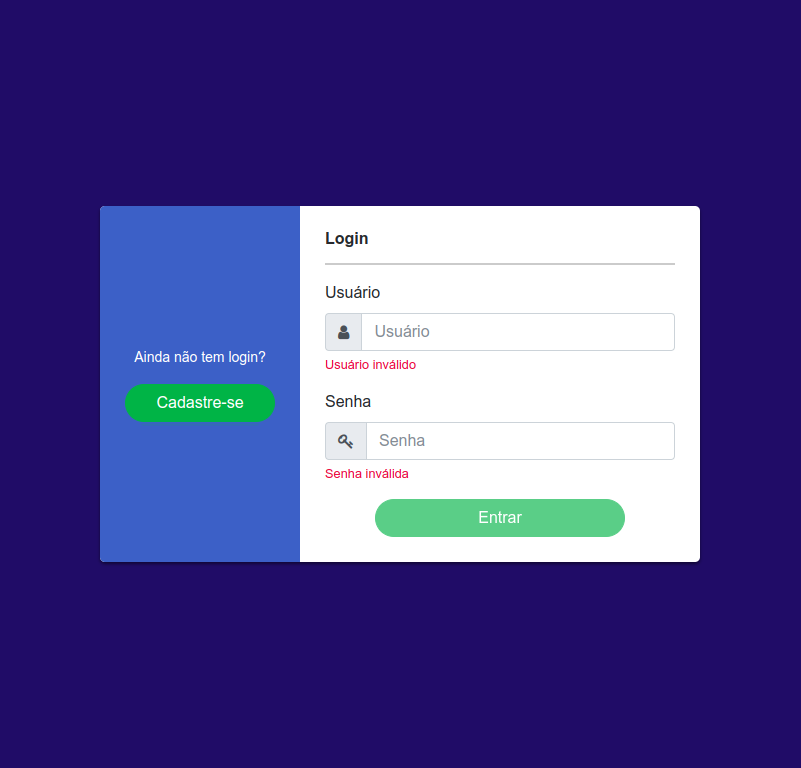 Ainda não tem login?
Cadastre-se
Login
Usuário
Usuário
Usuário inválido
Senha
Senha
Senha inválida
Entrar